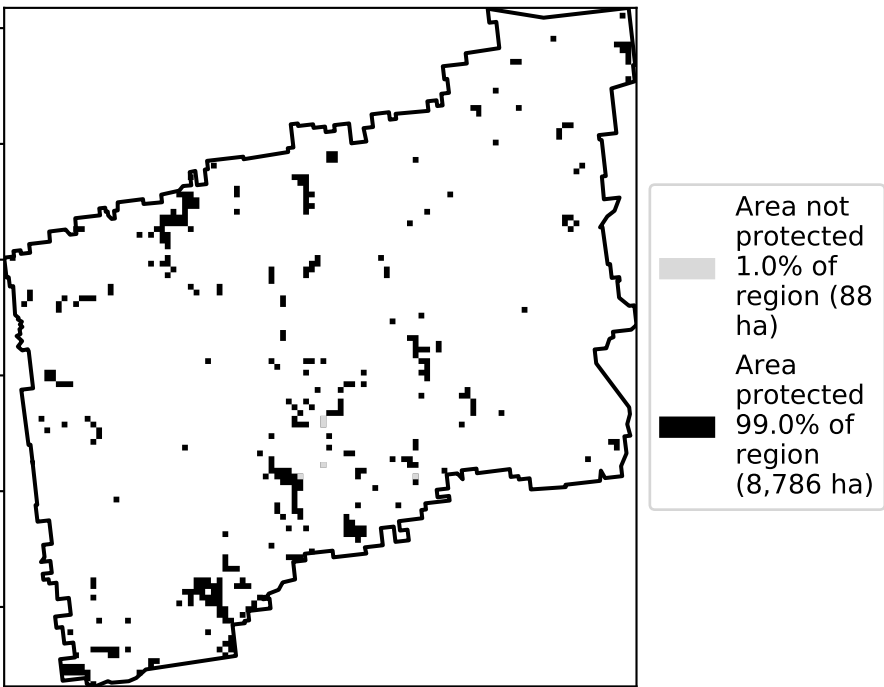 Area not
protected
1.0% of
region (88
ha)
Area
protected
99.0% of
region
(8,786 ha)